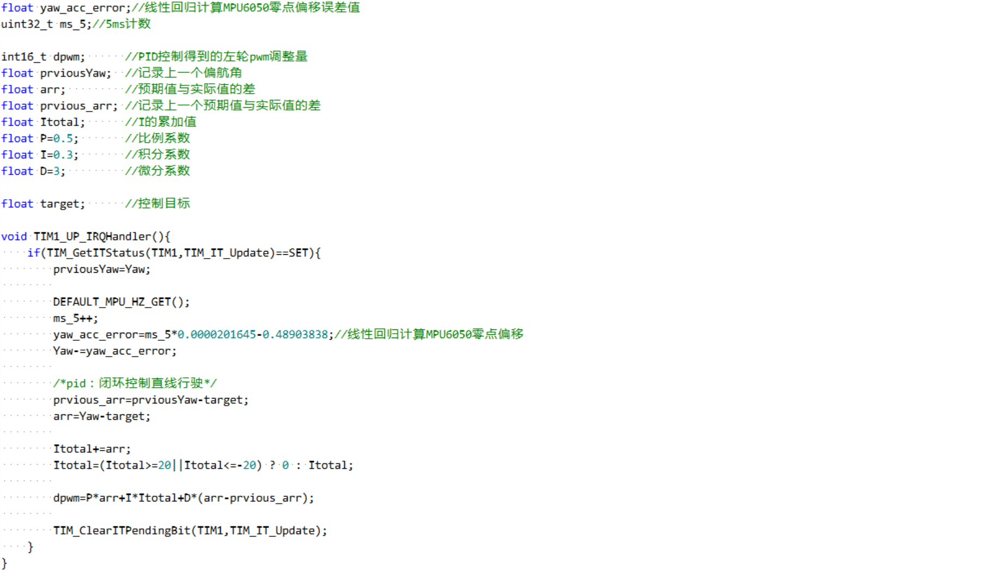 float yaw_acc_error;//线性回归计算MPU6050零点偏移误差值
uint32_t ms_5;//5ms计数
int16_t dpwm;      //PID控制得到的左轮pwm调整量
float prviousYaw;  //记录上一个偏航角
float arr;         //预期值与实际值的差
float prvious_arr; //记录上一个预期值与实际值的差
float Itotal;      //I的累加值
float P=0.5;       //比例系数
float I=0.3;       //积分系数
float D=3;         //微分系数
float target;      //控制目标
void TIM1_UP_IRQHandler(){
    if(TIM_GetITStatus(TIM1,TIM_IT_Update)==SET){
        prviousYaw=Yaw;
        DEFAULT_MPU_HZ_GET();
        ms_5++;
        yaw_acc_error=ms_5*0.0000201645-0.48903838;//线性回归计算MPU6050零点偏移
        Yaw-=yaw_acc_error;
        /*pid：闭环控制直线行驶*/
        prvious_arr=prviousYaw-target;
        arr=Yaw-target;
        Itotal+=arr;
        Itotal=(Itotal>=20||Itotal<=-20) ? 0 : Itotal;
        dpwm=P*arr+I*Itotal+D*(arr-prvious_arr);
        TIM_ClearITPendingBit(TIM1,TIM_IT_Update);
    }
}